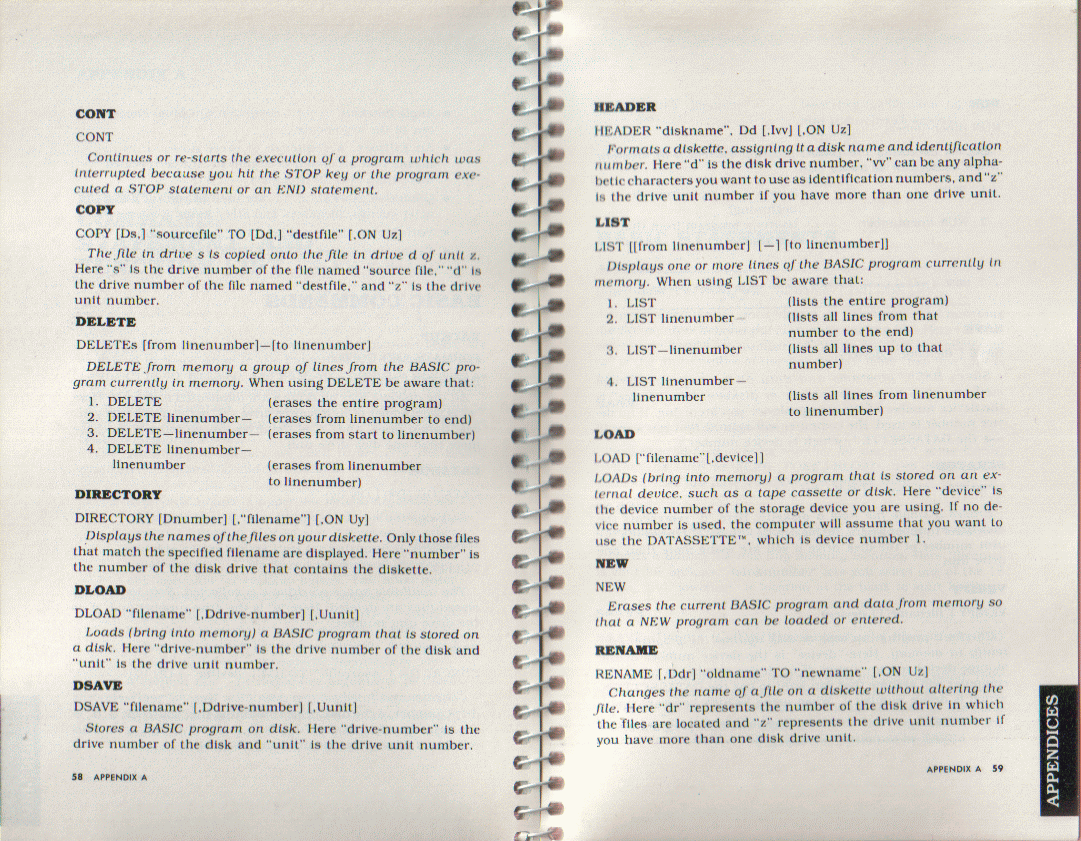 CONT
CONT
Continues or re-starts the execution of a program which was
interrupted because you hit the STOP key or the program exe-
cuted a STOP statement or an END statement.
COPY
COPY [Ds,] "sourcefile" TO [Dd,] "destfile" [,ON Uz]
The file in drive s is copied onto the file in drive d of unit z.
Here "s" is the drive number of the file named "source file," "d" is
the drive number of the file named "destfile," and "z" is the drive
unit number.
DELETE
DELETEs [from linenumber]—[to linenumber]
DELETE from memory a group of lines from the BASIC pro-
gram currently in memory. When using DELETE be aware that:
1. DELETE (erases the entire program)
2. DELETE linenumber— (erases from linenumber to end)
3. DELETE—linenumber— (erases from start to linenumber)
4. DELETE linenumber—
linenumber (erases from linenumber
to linenumber)
DIRECTORY
DIRECTORY [Dnumber] [,"filename"] [,ON Uy]
Displays the names of the files on your diskette. Only those files
that match the specified filename are displayed. Here "number" is
the number of the disk drive that contains the diskette.
DLOAD
DLOAD "filename" [,Ddrive-number] [,Uunit]
Loads (bring into memory) a BASIC program that is stored on
a disk. Here "drive-number" is the drive number of the disk and
"unit" is the drive unit number.
DSAVE
DSAVE "filename" [,Ddrive-number] [,Uunit]
Stores a BASIC program on disk. Here "drive-number" is the
drive number of the disk and "unit" is the drive unit number.
58 APPENDIX A
HEADER
HEADER "diskname", Dd [,Ivv] [,ON Uz]
Formats a diskette, assigning it a disk name and identification
number. Here "d" is the disk drive number, "vv" can be any alpha-
betic characters you want to use as identification numbers, and "z"
is the drive unit number if you have more than one drive unit.
LIST
LIST [[from linenumber] [—] [to linenumber]]
Displays one or more lines of the BASIC program currently in
memory. When using LIST be aware that:
1. LIST (lists the entire program)
2. LIST linenumber— (lists all lines from that
number to the end)
3. LIST—linenumber (lists all lines up to that
number)
4. LIST linenumber—
linenumber (lists all lines from linenumber
to linenumber)
LOAD
LOAD ["filename"[,device]]
LOADs (bring into memory) a program that is stored on an ex-
ternal device, such as a tape cassette or disk. Here "device" is
the device number of the storage device you are using. If no de-
vice number is used, the computer will assume that you want to
use the DATASSETTE™, which is device number 1.
NEW
NEW
Erases the current BASIC program and data from memory so
that a NEW program can be loaded or entered.
RENAME
RENAME [,Ddr] "oldname" TO "newname" [,ON Uz]
Changes the name of a file on a diskette without altering the
file. Here "dr" represents the number of the disk drive in which
the files are located and "z" represents the drive unit number if
you have more than one disk drive unit.
APPENDIX A 59
APPENDICES